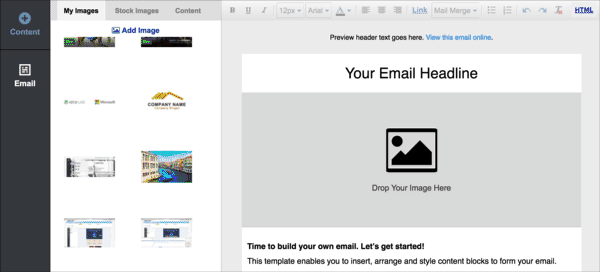 My Images Stock Images Content
B I U 12px Arial A Link Mail Merge HTML
Content
Add Image
Email
Preview header text goes here. View this email online.
Your Email Headline
Microsoft
COMPANY NAME
Drop Your Image Here
Time to build your own email. Let's get started!
This template enables you to insert, arrange and style content blocks to form your email.